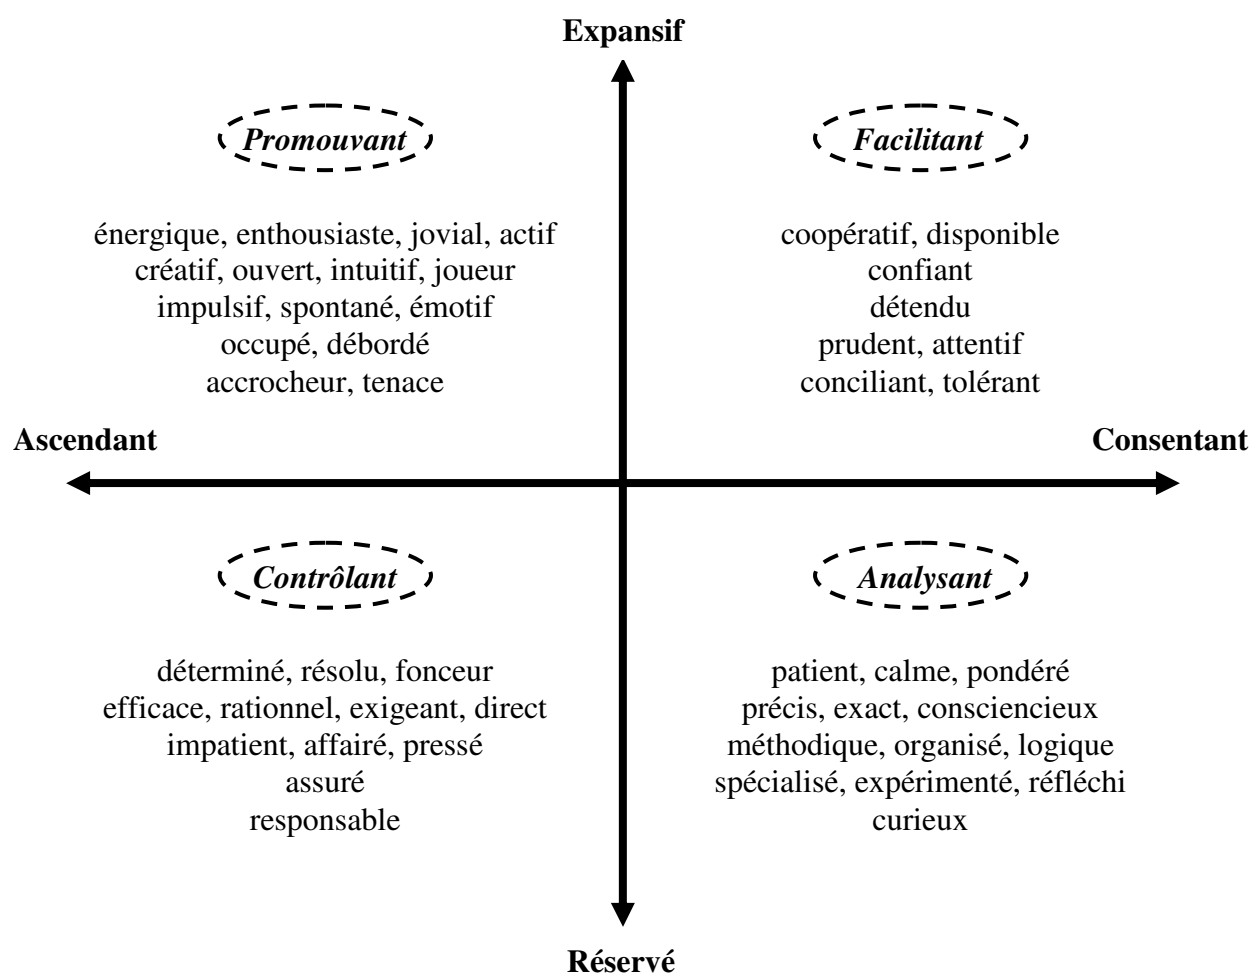 Expansif
Promouvant
Facilitant
énergique, enthousiaste, jovial, actif
créatif, ouvert, intuitif, joueur
impulsif, spontané, émotif
occupé, débordé
accrocheur, tenace
coopératif, disponible
confiant
détendu
prudent, attentif
conciliant, tolérant
Ascendant
Consentant
Contrôlant
Analysant
déterminé, résolu, fonceur
efficace, rationnel, exigeant, direct
impatient, affairé, pressé
assuré
responsable
patient, calme, pondéré
précis, exact, consciencieux
méthodique, organisé, logique
spécialisé, expérimenté, réfléchi
curieux
Réservé